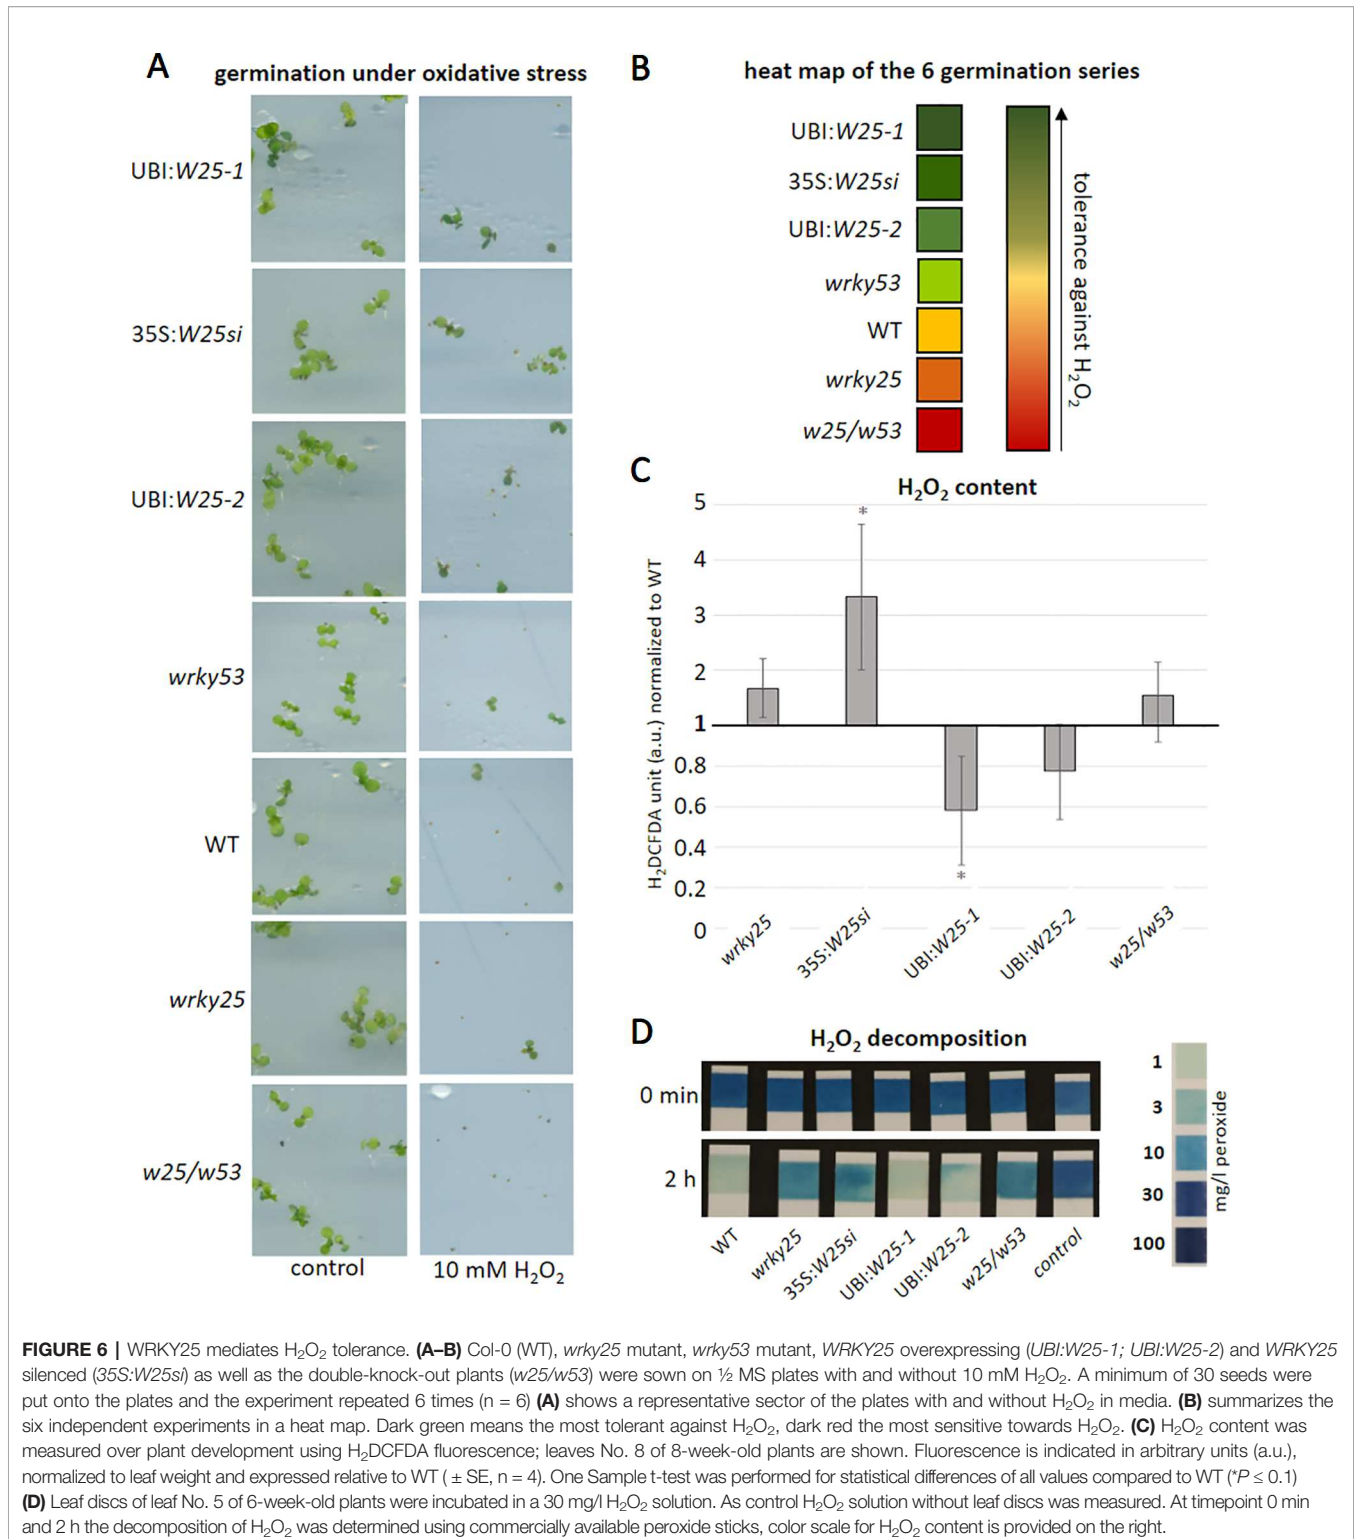 A
germination under oxidative stress
UBI:W25-1
35S:W25si
UBI:W25-2
wrky53
WT
wrky25
w25/w53
control
10 mM H₂O₂
B
heat map of the 6 germination series
UBI:W25-1
35S:W25si
UBI:W25-2
wrky53
WT
wrky25
w25/w53
tolerance against H₂O₂
C
H₂O₂ content
H₂DCFDA unit (a.u.) normalized to WT
5
4
3
2
1
0.8
0.6
0.4
0.2
0
*
*
wrky25
35S:W25si
UBI:W25-1
UBI:W25-2
w25/w53
D
H₂O₂ decomposition
0 min
2 h
WT
wrky25
35S:W25si
UBI:W25-1
UBI:W25-2
w25/w53
control
1
3
10
30
100
mg/l peroxide
FIGURE 6 | WRKY25 mediates H₂O₂ tolerance. (A–B) Col-0 (WT), wrky25 mutant, wrky53 mutant, WRKY25 overexpressing (UBI:W25-1; UBI:W25-2) and WRKY25
silenced (35S:W25si) as well as the double-knock-out plants (w25/w53) were sown on ½ MS plates with and without 10 mM H₂O₂. A minimum of 30 seeds were
put onto the plates and the experiment repeated 6 times (n = 6) (A) shows a representative sector of the plates with and without H₂O₂ in media. (B) summarizes the
six independent experiments in a heat map. Dark green means the most tolerant against H₂O₂, dark red the most sensitive towards H₂O₂. (C) H₂O₂ content was
measured over plant development using H₂DCFDA fluorescence; leaves No. 8 of 8-week-old plants are shown. Fluorescence is indicated in arbitrary units (a.u.),
normalized to leaf weight and expressed relative to WT ( ± SE, n = 4). One Sample t-test was performed for statistical differences of all values compared to WT (*P ≤ 0.1)
(D) Leaf discs of leaf No. 5 of 6-week-old plants were incubated in a 30 mg/l H₂O₂ solution. As control H₂O₂ solution without leaf discs was measured. At timepoint 0 min
and 2 h the decomposition of H₂O₂ was determined using commercially available peroxide sticks, color scale for H₂O₂ content is provided on the right.